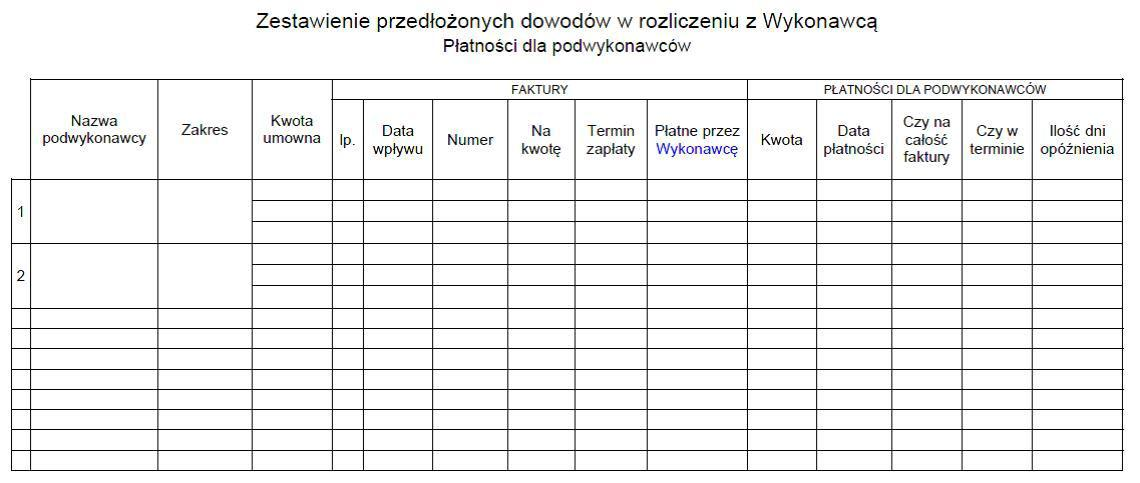 Zestawienie przedłożonych dowodów w rozliczeniu z Wykonawcą
Płatności dla podwykonawców
FAKTURY
PŁATNOŚCI DLA PODWYKONAWCÓW
Nazwa
podwykonawcy
Zakres
Kwota
umowna
lp.
Data
wpływu
Numer
Na
kwotę
Termin
zapłaty
Płatne przez
Wykonawcę
Kwota
Data
płatności
Czy na
całość
faktury
Czy w
terminie
Ilość dni
opóźnienia
1
2